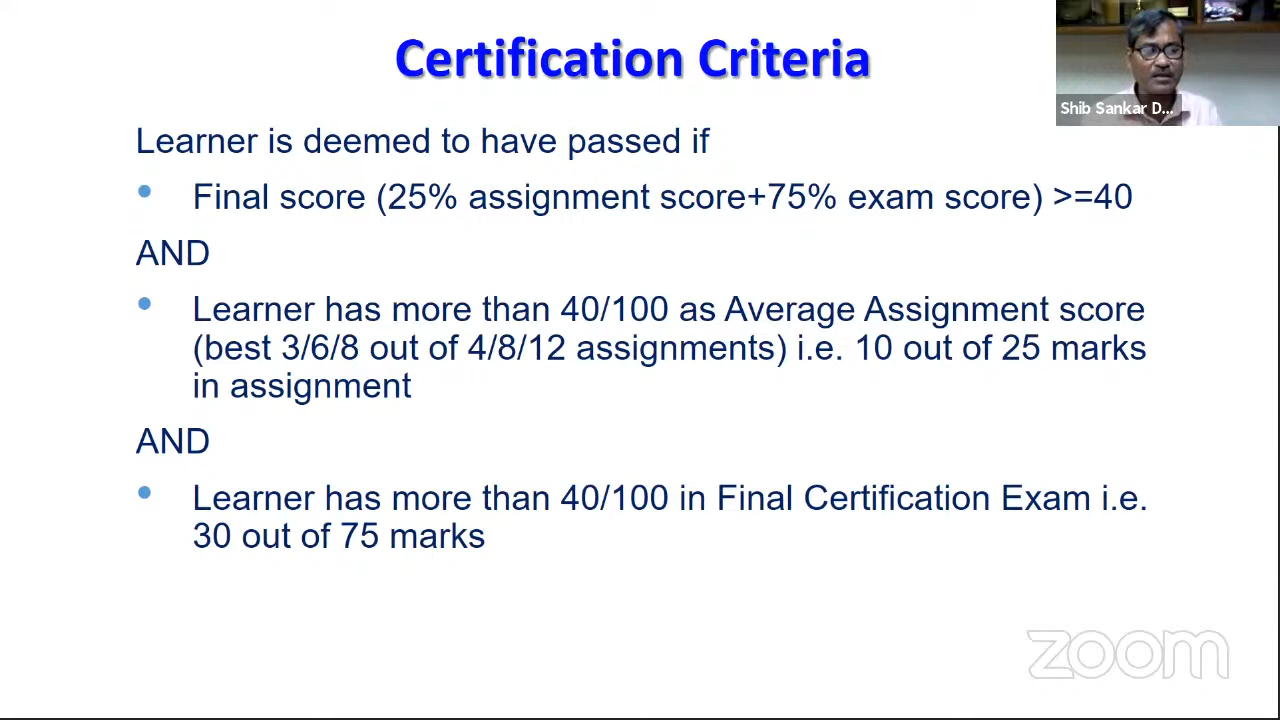 Certification Criteria
Shib Sankar D...
Learner is deemed to have passed if
• Final score (25% assignment score+75% exam score) >=40
AND
• Learner has more than 40/100 as Average Assignment score
(best 3/6/8 out of 4/8/12 assignments) i.e. 10 out of 25 marks
in assignment
AND
• Learner has more than 40/100 in Final Certification Exam i.e.
30 out of 75 marks
zoom